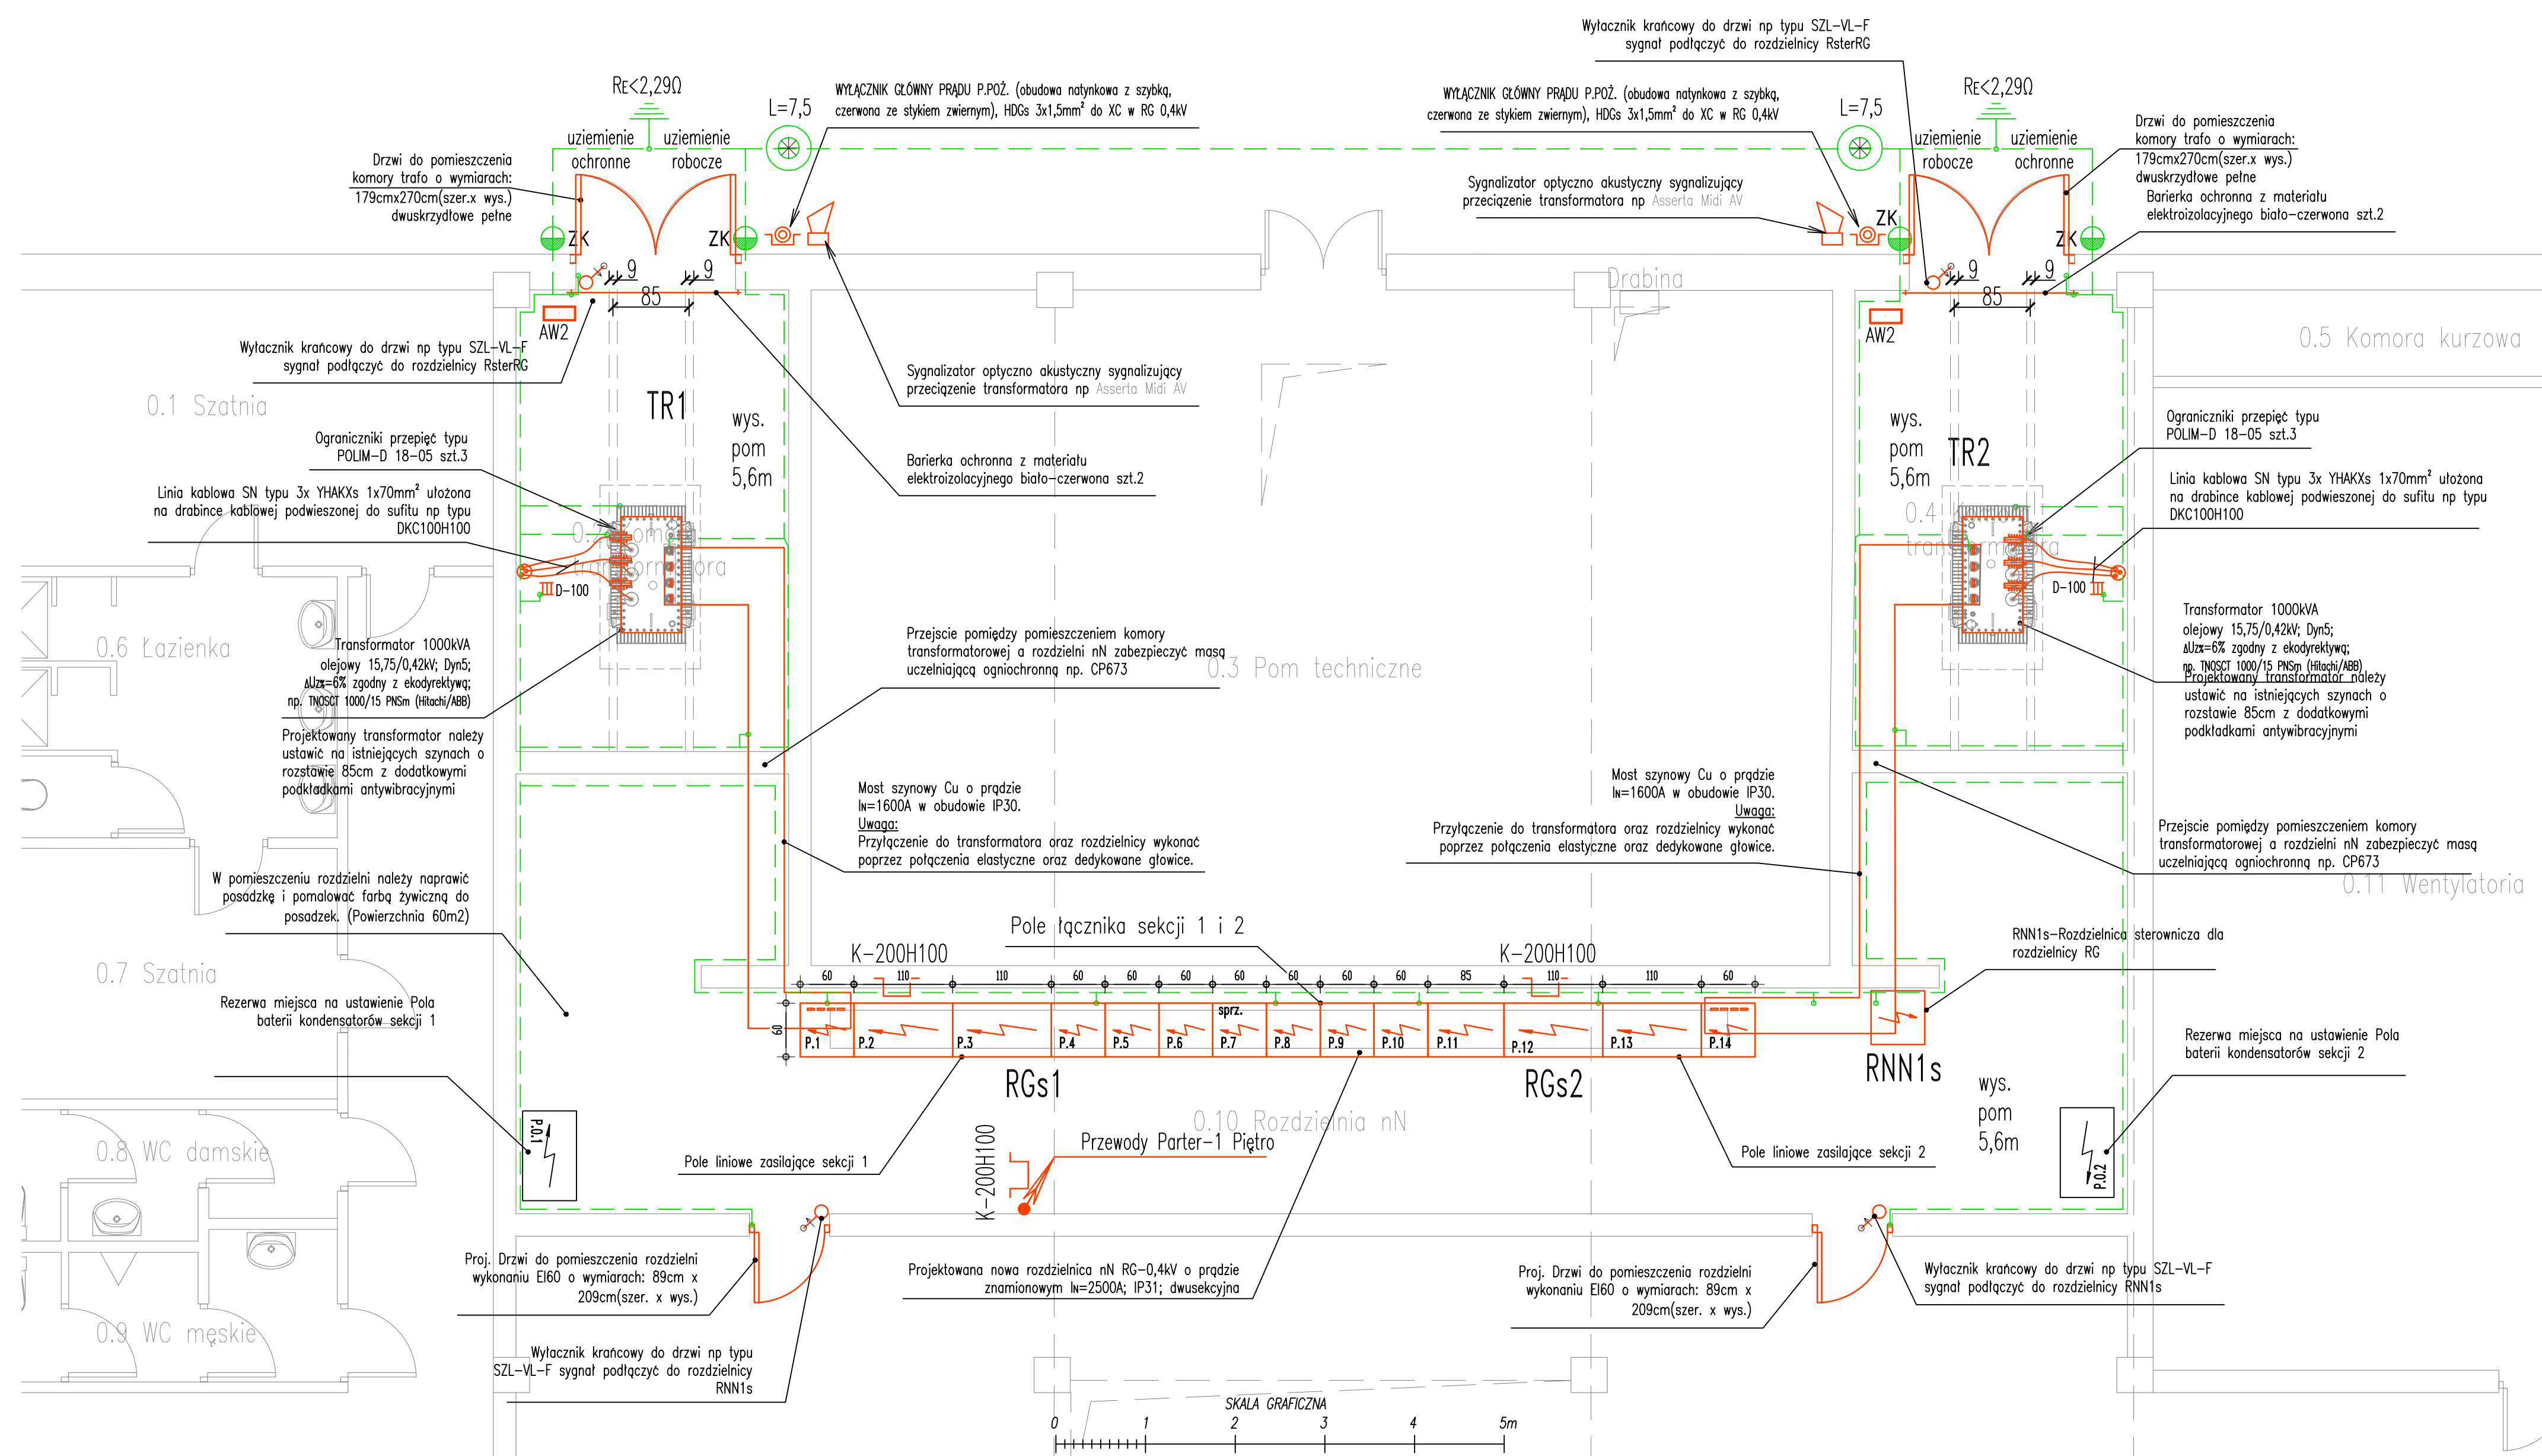 Wyłacznik krańcowy do drzwi np typu SZL-VL-F
sygnał podłączyć do rozdzielnicy RsterRG
RE<2,29Ω
L=7,5
WYŁĄCZNIK GŁÓWNY PRĄDU P.POŻ. (obudowa natynkowa z szybką,
czerwona ze stykiem zwiernym), HDGs 3x1,5mm² do XC w RG 0,4kV
WYŁĄCZNIK GŁÓWNY PRĄDU P.POŻ. (obudowa natynkowa z szybką,
czerwona ze stykiem zwiernym), HDGs 3x1,5mm² do XC w RG 0,4kV
L=7,5
RE<2,29Ω
uziemienie
ochronne
uziemienie
robocze
uziemienie
robocze
uziemienie
ochronne
Drzwi do pomieszczenia
komory trafo o wymiarach:
179cmx270cm(szer.x wys.)
dwuskrzydłowe pełne
Drzwi do pomieszczenia
komory trafo o wymiarach:
179cmx270cm(szer.x wys.)
dwuskrzydłowe pełne
Barierka ochronna z materiału
elektroizolacyjnego biało-czerwona szt.2
Sygnalizator optyczno akustyczny sygnalizujący
przeciązenie transformatora np Asserta Midi AV
ZK
ZK
ZK
ZK
9
9
85
9
9
85
Drabina
AW2
AW2
Wyłacznik krańcowy do drzwi np typu SZL-VL-F
sygnał podłączyć do rozdzielnicy RsterRG
Sygnalizator optyczno akustyczny sygnalizujący
przeciązenie transformatora np Asserta Midi AV
0.5 Komora kurzowa
0.1 Szatnia
TR1
wys.
pom
5,6m
wys.
pom
5,6m
TR2
Ograniczniki przepięć typu
POLIM-D 18-05 szt.3
Ograniczniki przepięć typu
POLIM-D 18-05 szt.3
Barierka ochronna z materiału
elektroizolacyjnego biało-czerwona szt.2
Linia kablowa SN typu 3x YHAKXs 1x70mm² ułożona
na drabince kablowej podwieszonej do sufitu np typu
DKC100H100
Linia kablowa SN typu 3x YHAKXs 1x70mm² ułożona
na drabince kablowej podwieszonej do sufitu np typu
DKC100H100
D-100
D-100
0.6 Łazienka
Transformator 1000kVA
olejowy 15,75/0,42kV; Dyn5;
ΔUz%=6% zgodny z ekodyrektywą;
np. TNOSCT 1000/15 PNSm (Hitachi/ABB)
Projektowany transformator należy
ustawić na istniejących szynach o
rozstawie 85cm z dodatkowymi
podkładkami antywibracyjnymi
Przejscie pomiędzy pomieszczeniem komory
transformatorowej a rozdzielni nN zabezpieczyć masą
uczelniającą ogniochronną np. CP673
0.3 Pom techniczne
Transformator 1000kVA
olejowy 15,75/0,42kV; Dyn5;
ΔUz%=6% zgodny z ekodyrektywą;
np. TNOSCT 1000/15 PNSm (Hitachi/ABB)
Projektowany transformator należy
ustawić na istniejących szynach o
rozstawie 85cm z dodatkowymi
podkładkami antywibracyjnymi
Most szynowy Cu o prądzie
IN=1600A w obudowie IP30.
Uwaga:
Przyłączenie do transformatora oraz rozdzielnicy wykonać
poprzez połączenia elastyczne oraz dedykowane głowice.
Most szynowy Cu o prądzie
IN=1600A w obudowie IP30.
Uwaga:
Przyłączenie do transformatora oraz rozdzielnicy wykonać
poprzez połączenia elastyczne oraz dedykowane głowice.
Przejscie pomiędzy pomieszczeniem komory
transformatorowej a rozdzielni nN zabezpieczyć masą
uczelniającą ogniochronną np. CP673
0.11 Wentylatoria
W pomieszczeniu rozdzielni należy naprawić
posadzkę i pomalować farbą żywiczną do
posadzek. (Powierzchnia 60m2)
Pole łącznika sekcji 1 i 2
K-200H100
K-200H100
RNN1s-Rozdzielnica sterownicza dla
rozdzielnicy RG
0.7 Szatnia
60 110 110 60 60 60 60 60 60 60 85 110 110 60
Rezerwa miejsca na ustawienie Pola
baterii kondensatorów sekcji 1
60
sprz.
P.1 P.2 P.3 P.4 P.5 P.6 P.7 P.8 P.9 P.10 P.11 P.12 P.13 P.14
Rezerwa miejsca na ustawienie Pola
baterii kondensatorów sekcji 2
RGs1
RGs2
RNN1s
wys.
pom
5,6m
0.10 Rozdzielnia nN
P.0.1
P.0.2
0.8 WC damskie
K-200H100
Przewody Parter-1 Piętro
Pole liniowe zasilające sekcji 1
Pole liniowe zasilające sekcji 2
Proj. Drzwi do pomieszczenia rozdzielni
wykonaniu EI60 o wymiarach: 89cm x
209cm(szer. x wys.)
Projektowana nowa rozdzielnica nN RG-0,4kV o prądzie
znamionowym IN=2500A; IP31; dwusekcyjna
Proj. Drzwi do pomieszczenia rozdzielni
wykonaniu EI60 o wymiarach: 89cm x
209cm(szer. x wys.)
Wyłacznik krańcowy do drzwi np typu SZL-VL-F
sygnał podłączyć do rozdzielnicy RNN1s
0.9 WC męskie
Wyłacznik krańcowy do drzwi np typu
SZL-VL-F sygnał podłączyć do rozdzielnicy
RNN1s
SKALA GRAFICZNA
0 1 2 3 4 5m